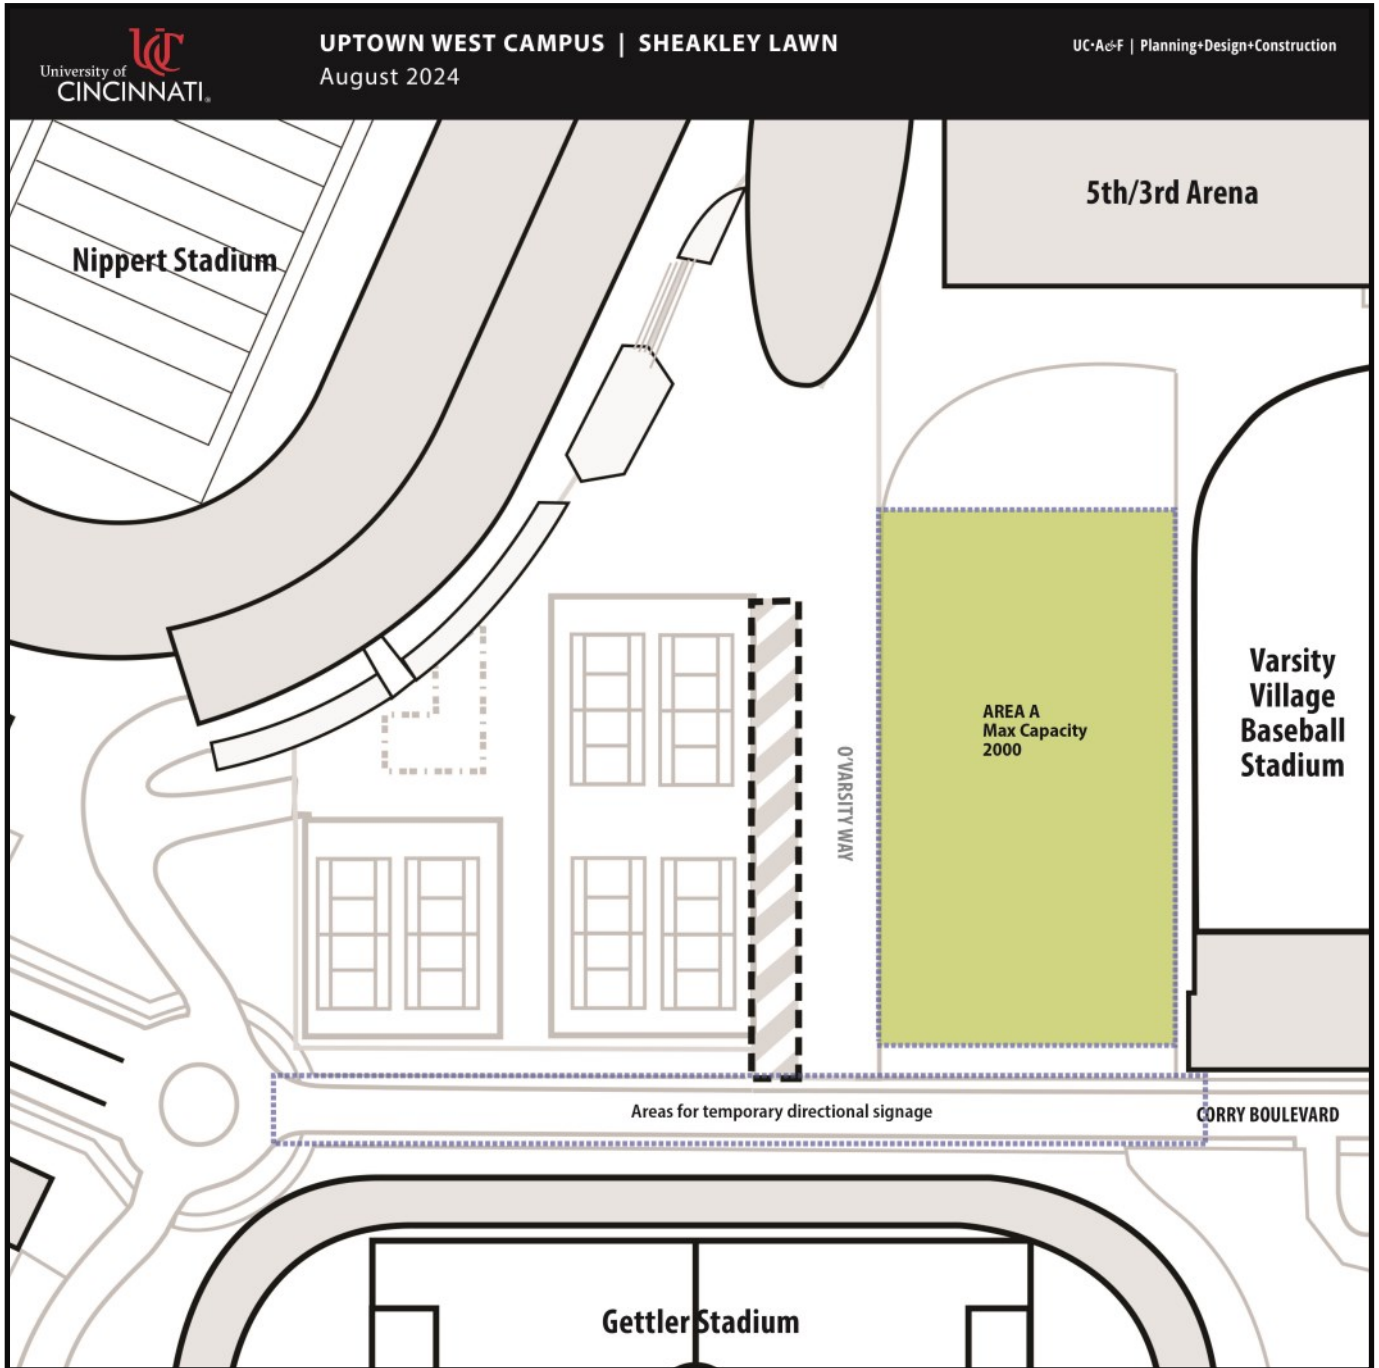 UC
University of
CINCINNATI®
UPTOWN WEST CAMPUS | SHEAKLEY LAWN
August 2024
UC•A&F | Planning+Design+Construction
5th/3rd Arena
Nippert Stadium
Varsity
Village
Baseball
Stadium
AREA A
Max Capacity
2000
O'VARSITY WAY
Areas for temporary directional signage
CORRY BOULEVARD
Gettler Stadium